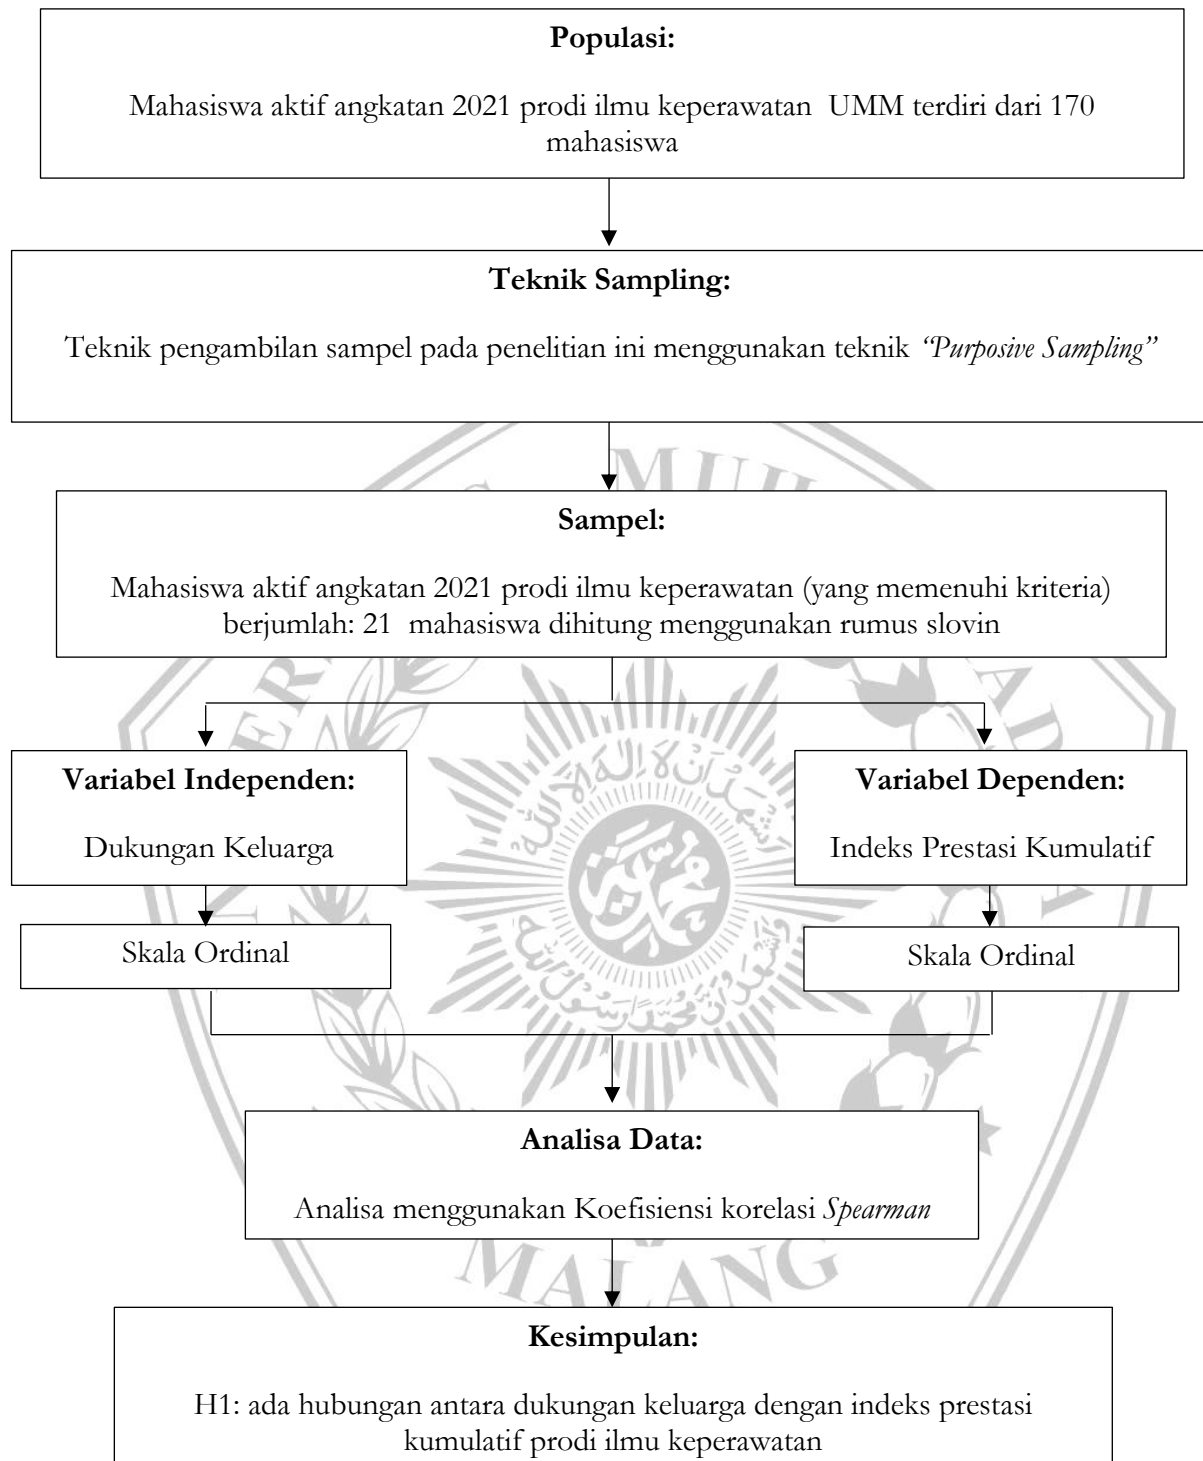 Populasi:
Mahasiswa aktif angkatan 2021 prodi ilmu keperawatan UMM terdiri dari 170
mahasiswa
Teknik Sampling:
Teknik pengambilan sampel pada penelitian ini menggunakan teknik “Purposive Sampling”
Sampel:
Mahasiswa aktif angkatan 2021 prodi ilmu keperawatan (yang memenuhi kriteria)
berjumlah: 21 mahasiswa dihitung menggunakan rumus slovin
Variabel Independen:
Dukungan Keluarga
Variabel Dependen:
Indeks Prestasi Kumulatif
Skala Ordinal
Skala Ordinal
Analisa Data:
Analisa menggunakan Koefisiensi korelasi Spearman
MALANG
Kesimpulan:
H1: ada hubungan antara dukungan keluarga dengan indeks prestasi
kumulatif prodi ilmu keperawatan